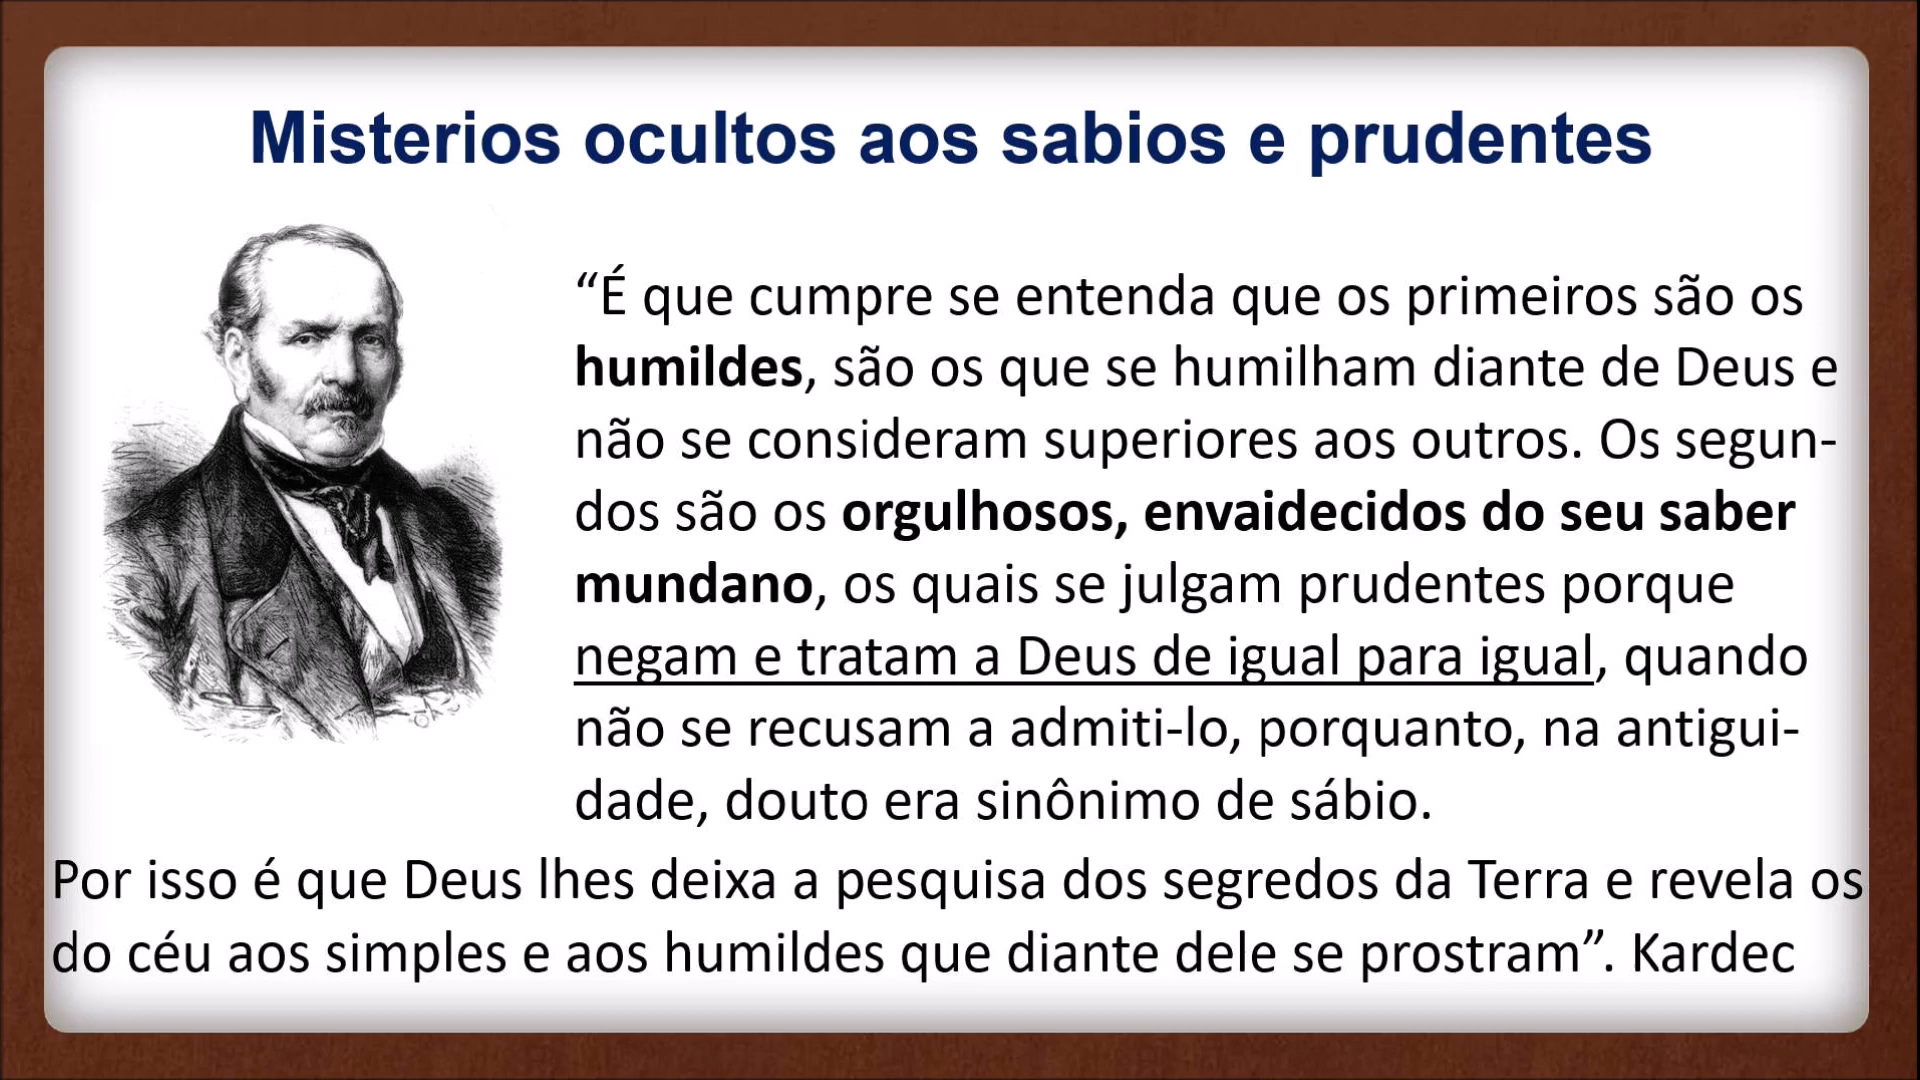 Misterios ocultos aos sabios e prudentes
“É que cumpre se entenda que os primeiros são os
humildes, são os que se humilham diante de Deus e
não se consideram superiores aos outros. Os segun-
dos são os orgulhosos, envaidecidos do seu saber
mundano, os quais se julgam prudentes porque
negam e tratam a Deus de igual para igual, quando
não se recusam a admiti-lo, porquanto, na antigui-
dade, douto era sinônimo de sábio.
Por isso é que Deus lhes deixa a pesquisa dos segredos da Terra e revela os
do céu aos simples e aos humildes que diante dele se prostram”. Kardec